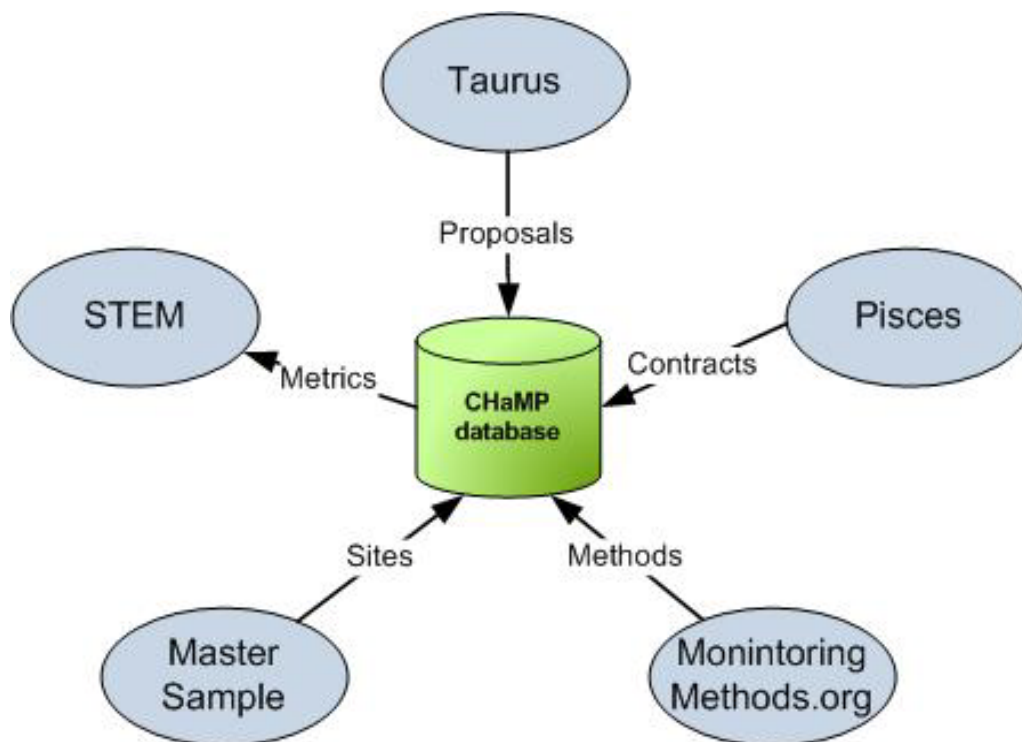 Taurus
Proposals
STEM
Pisces
Metrics
Contracts
CHaMP
database
Sites
Methods
Master
Sample
Monintoring
Methods.org